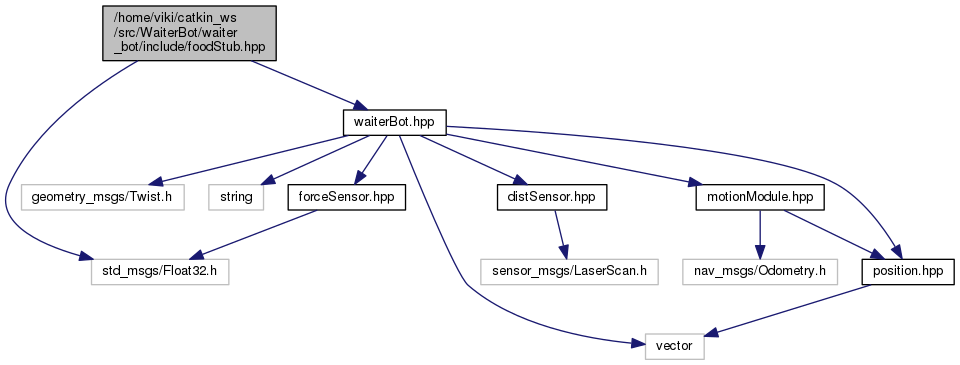 /home/viki/catkin_ws
/src/WaiterBot/waiter
_bot/include/foodStub.hpp
waiterBot.hpp
geometry_msgs/Twist.h
string
forceSensor.hpp
distSensor.hpp
motionModule.hpp
std_msgs/Float32.h
sensor_msgs/LaserScan.h
nav_msgs/Odometry.h
position.hpp
vector